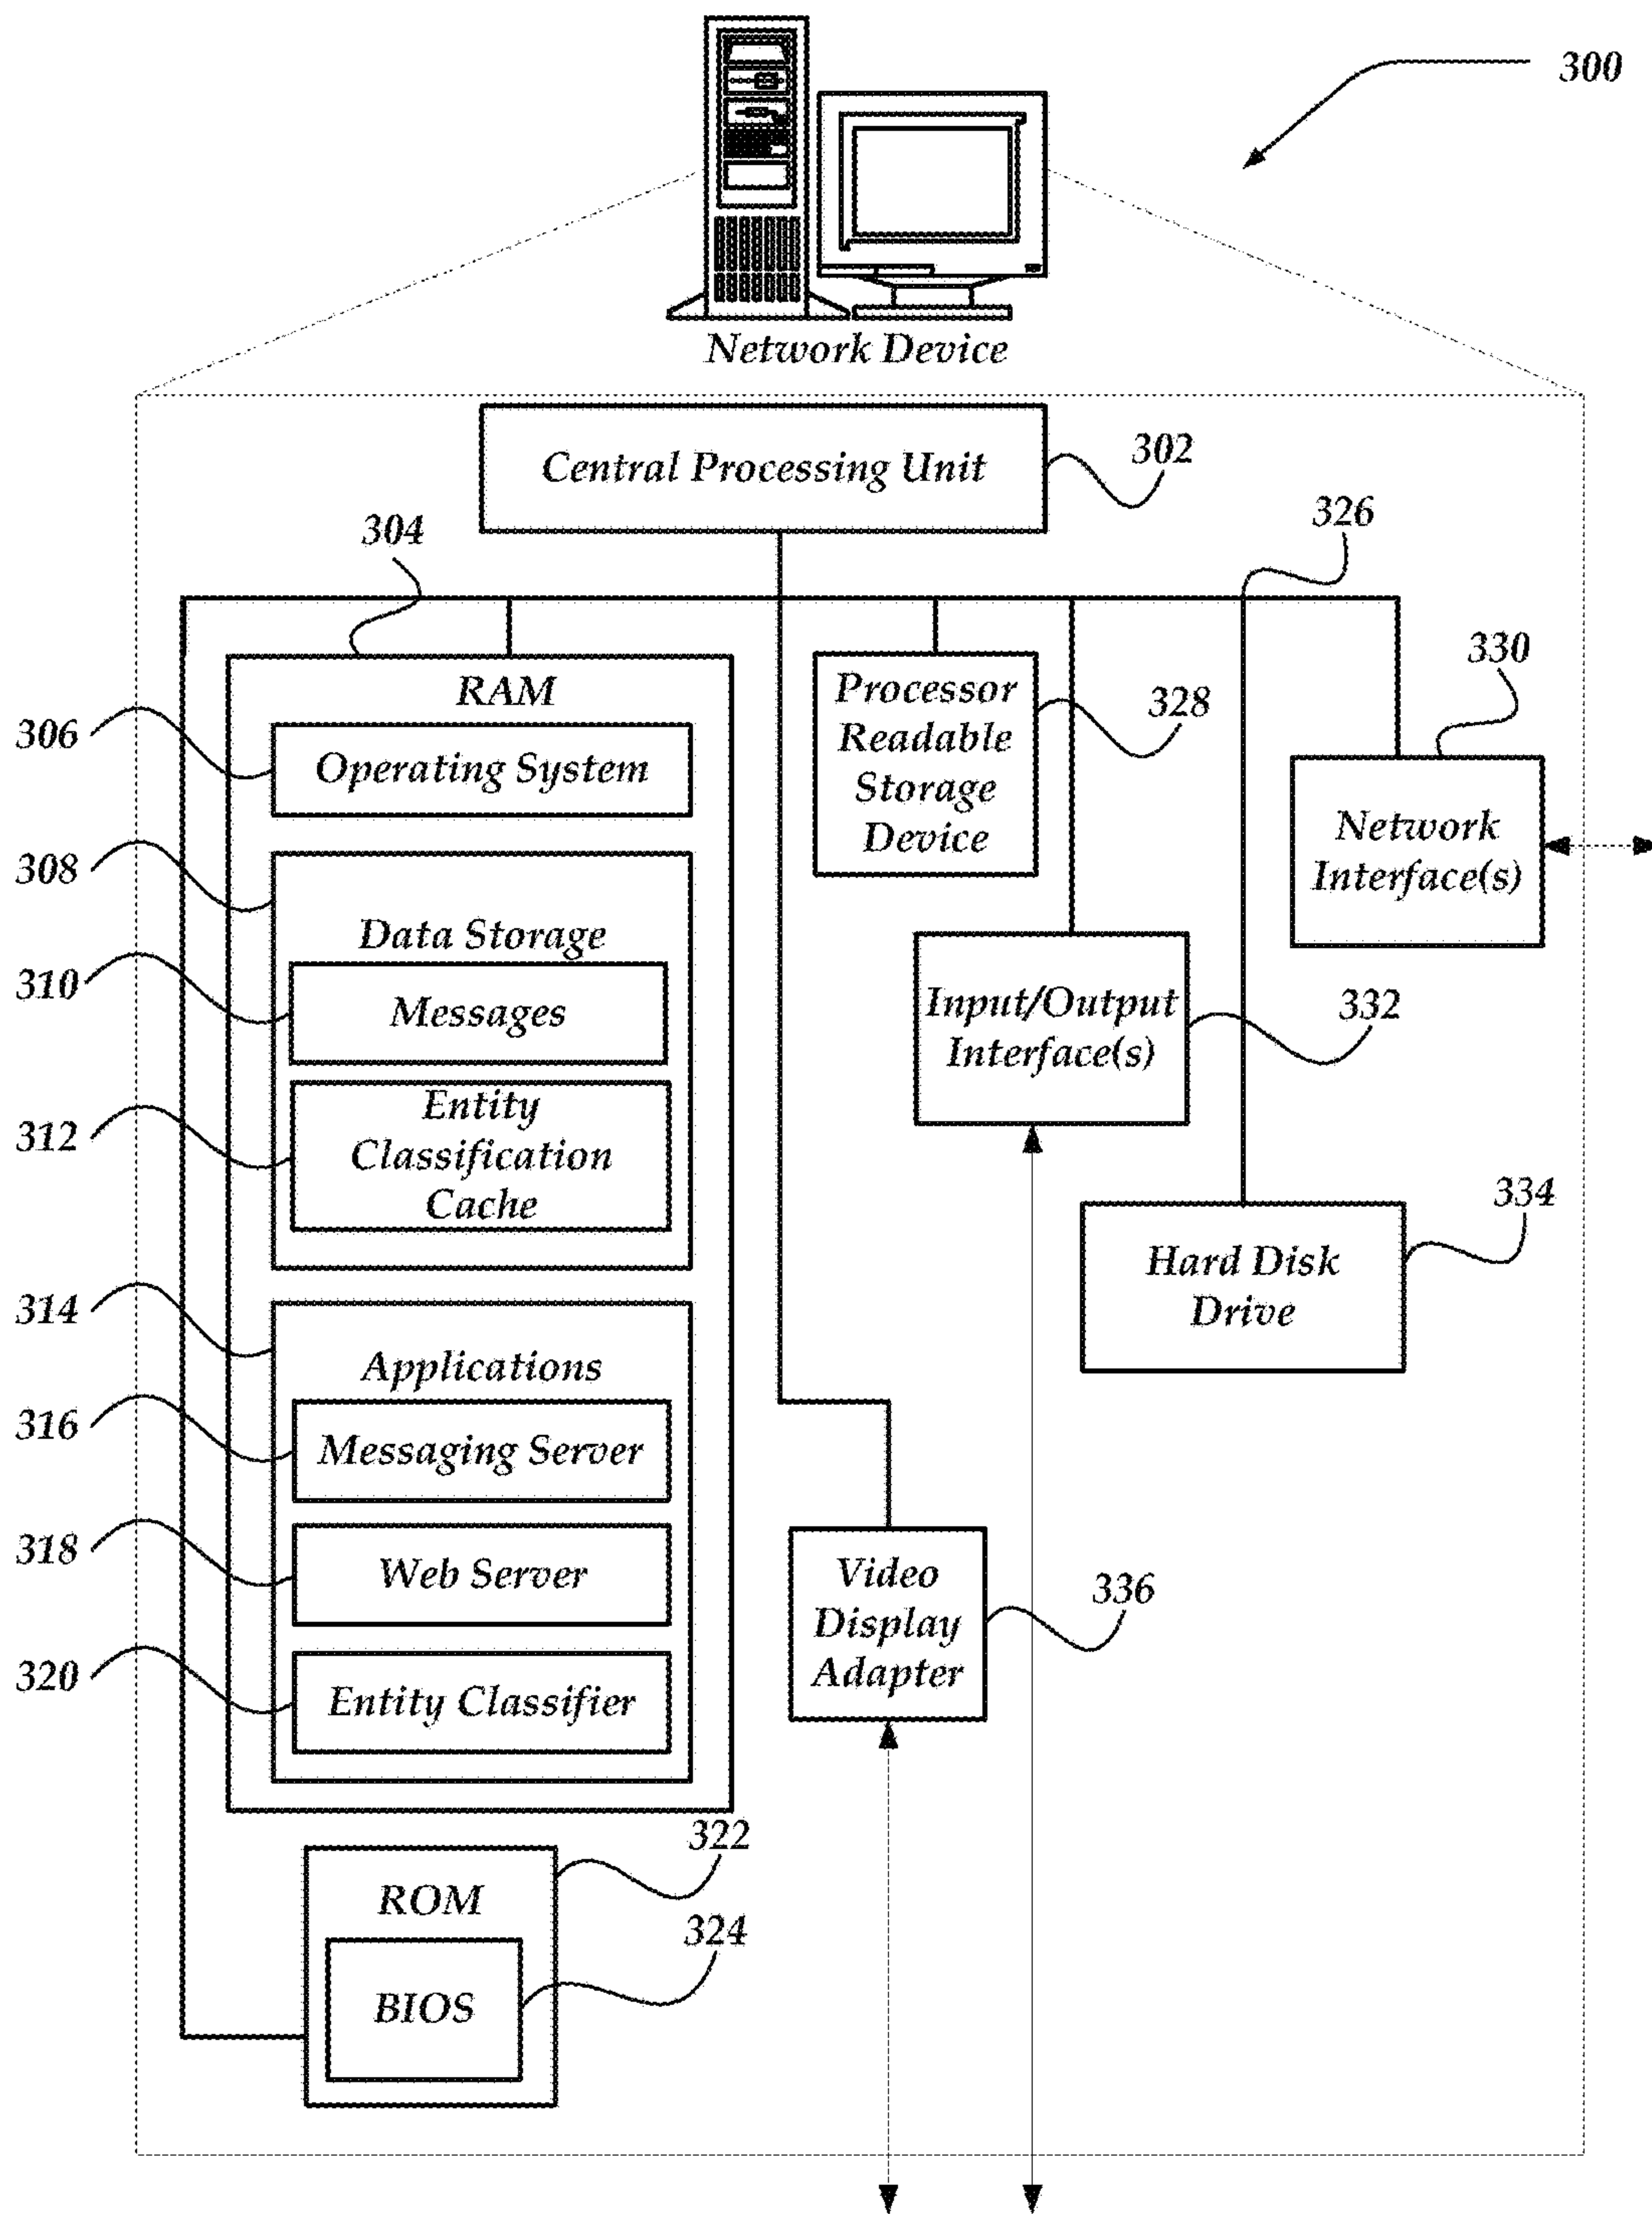 300
Network Device
Central Processing Unit
302
304
326
RAM
306
Operating System
308
Data Storage
310
Messages
312
Entity
Classification
Cache
314
Applications
316
Messaging Server
318
Web Server
320
Entity Classifier
Processor
Readable
Storage
Device
328
330
Network
Interface(s)
Input/Output
Interface(s)
332
334
Hard Disk
Drive
Video
Display
Adapter
336
322
ROM
324
BIOS